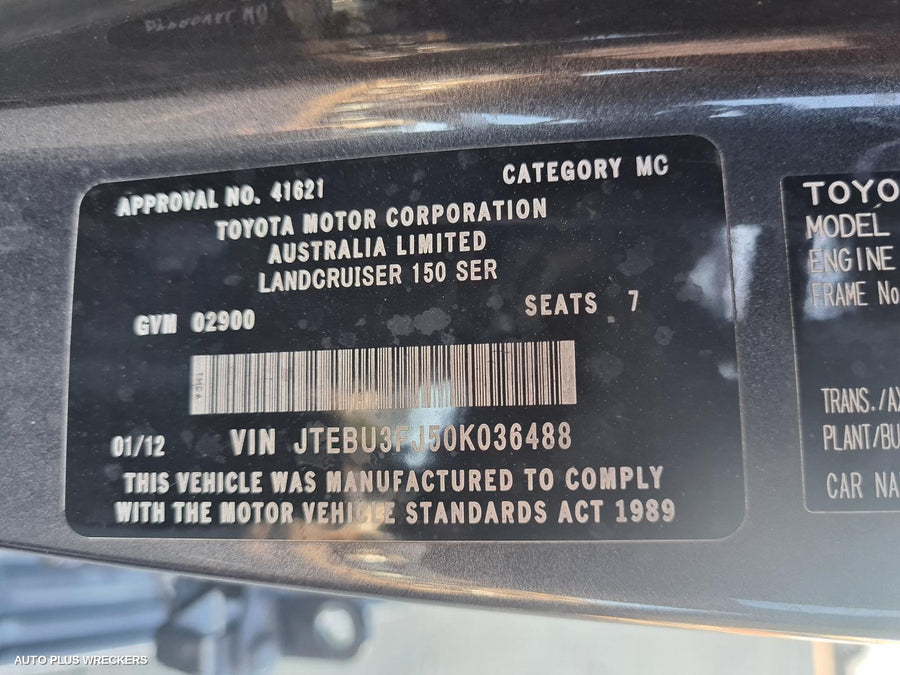 APPROVAL NO. 41621
CATEGORY MC
TOYOTA MOTOR CORPORATION
AUSTRALIA LIMITED
LANDCRUISER 150 SER
GVM 02900
SEATS 7
TMCA
01/12
VIN JTEBU3FJ50K036488
THIS VEHICLE WAS MANUFACTURED TO COMPLY
WITH THE MOTOR VEHICLE STANDARDS ACT 1989
TOYO
MODEL
ENGINE
FRAME No
TRANS./AX
PLANT/BU
CAR NA
AUTO PLUS WRECKERS